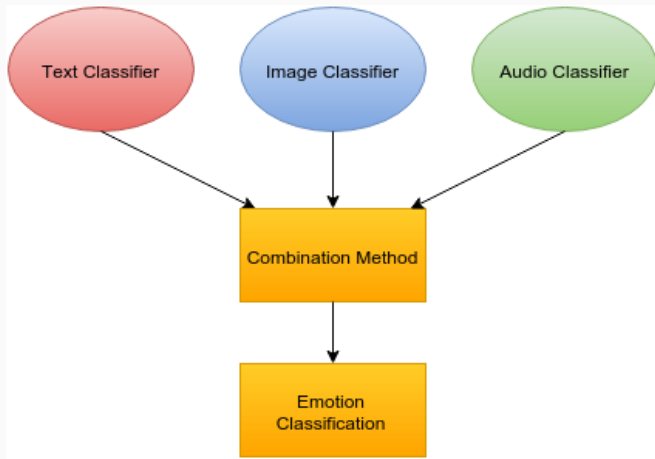 Text Classifier
Image Classifier
Audio Classifier
Combination Method
Emotion
Classification